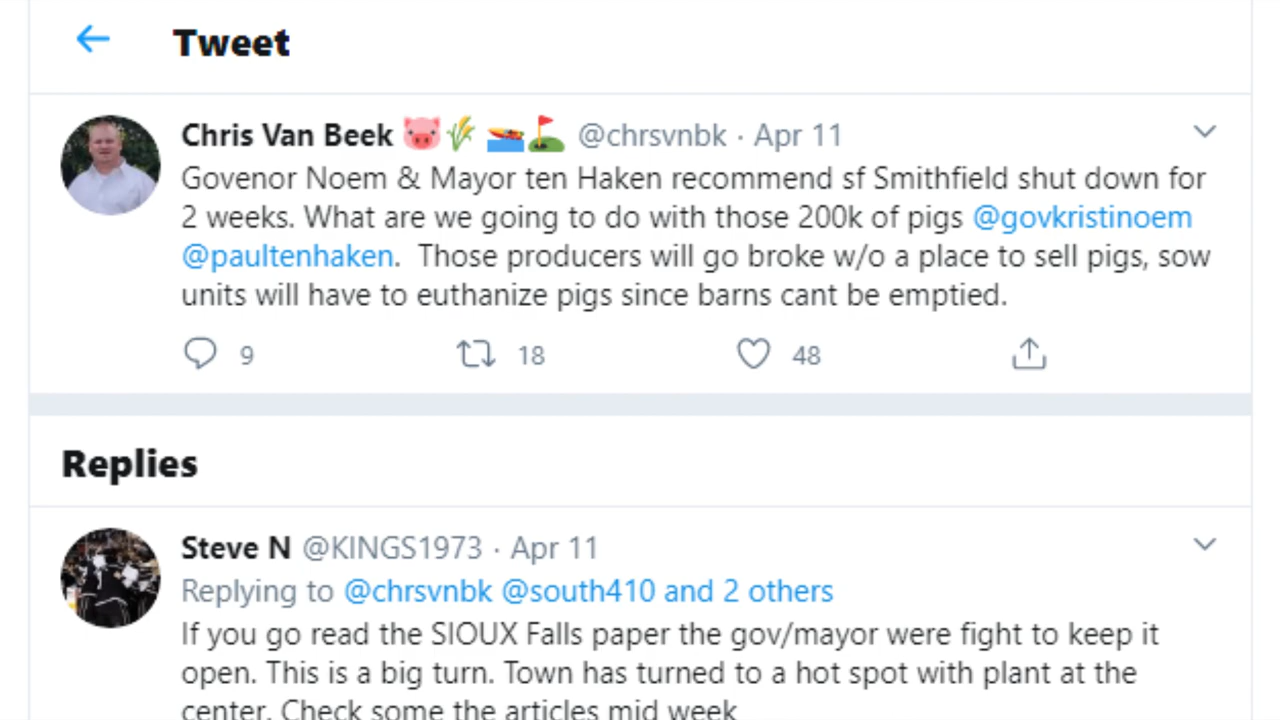 Tweet
Chris Van Beek 🐷🌾 🚤⛳ @chrsvnbk · Apr 11
Govenor Noem & Mayor ten Haken recommend sf Smithfield shut down for
2 weeks. What are we going to do with those 200k of pigs @govkristinoem
@paultenhaken.  Those producers will go broke w/o a place to sell pigs, sow
units will have to euthanize pigs since barns cant be emptied.
9 18 48
Replies
Steve N @KINGS1973 · Apr 11
Replying to @chrsvnbk @south410 and 2 others
If you go read the SIOUX Falls paper the gov/mayor were fight to keep it
open. This is a big turn. Town has turned to a hot spot with plant at the
center. Check some the articles mid week